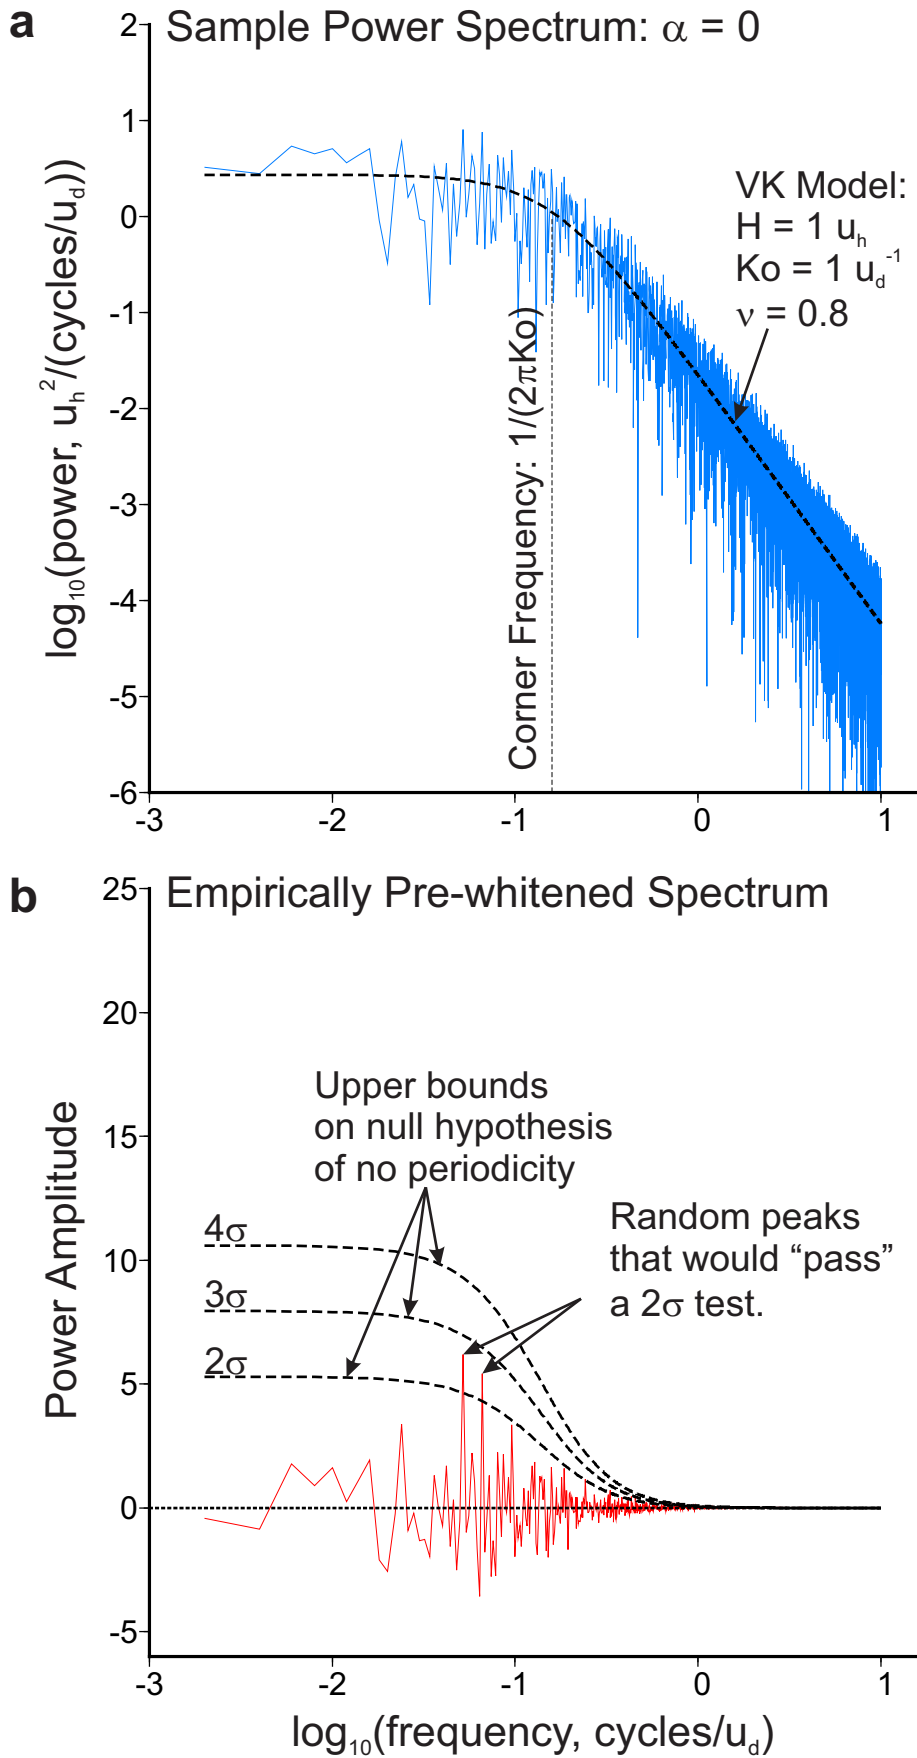 a
Sample Power Spectrum: α = 0
2
1
0
-1
-2
-3
-4
-5
-6
log₁₀(power, uₕ²/(cycles/u_d))
VK Model:
H = 1 uₕ
Ko = 1 u_d⁻¹
ν = 0.8
Corner Frequency: 1/(2πKo)
-3
-2
-1
0
1
b
Empirically Pre-whitened Spectrum
25
20
15
10
5
0
-5
Power Amplitude
Upper bounds
on null hypothesis
of no periodicity
Random peaks
that would “pass”
a 2σ test.
4σ
3σ
2σ
-3
-2
-1
0
1
log₁₀(frequency, cycles/u_d)